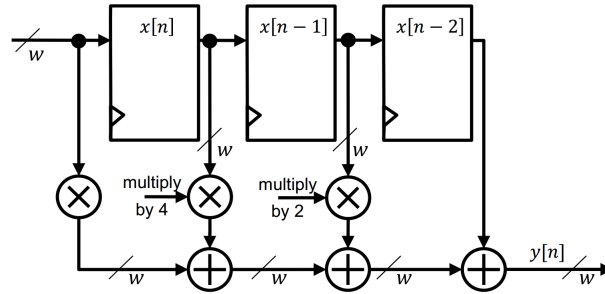 x[n]
x[n − 1]
x[n − 2]
w
w
w
multiply
by 4
multiply
by 2
y[n]
w
w
w
w